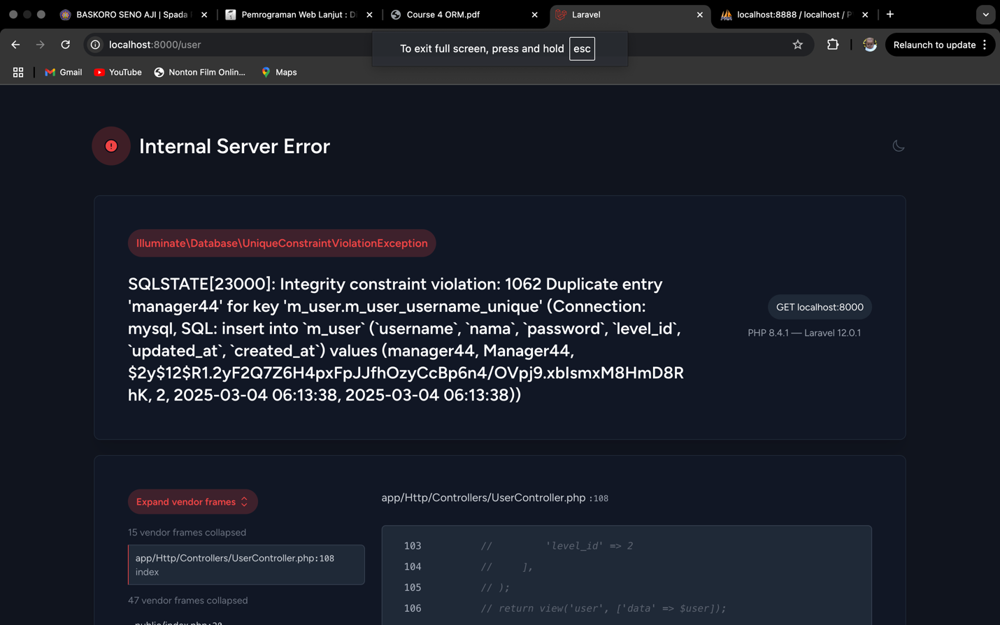 BASKORO SENO AJI | Spada
Pemrograman Web Lanjut : Di
Course 4 ORM.pdf
Laravel
localhost:8888 / localhost / P
localhost:8000/user
To exit full screen, press and hold esc
Relaunch to update
Gmail
YouTube
Nonton Film Onlin...
Maps
Internal Server Error
Illuminate\Database\UniqueConstraintViolationException
SQLSTATE[23000]: Integrity constraint violation: 1062 Duplicate entry
'manager44' for key 'm_user.m_user_username_unique' (Connection:
mysql, SQL: insert into `m_user` (`username`, `nama`, `password`, `level_id`,
`updated_at`, `created_at`) values (manager44, Manager44,
$2y$12$R1.2yF2Q7Z6H4pxFpJJfhOzyCcBp6n4/OVpj9.xbIsmxM8HmD8R
hK, 2, 2025-03-04 06:13:38, 2025-03-04 06:13:38))
GET localhost:8000
PHP 8.4.1 — Laravel 12.0.1
Expand vendor frames
15 vendor frames collapsed
app/Http/Controllers/UserController.php:108
index
47 vendor frames collapsed
public/index.php:20
app/Http/Controllers/UserController.php :108
103 // 'level_id' => 2
104 // ],
105 // );
106 // return view('user', ['data' => $user]);